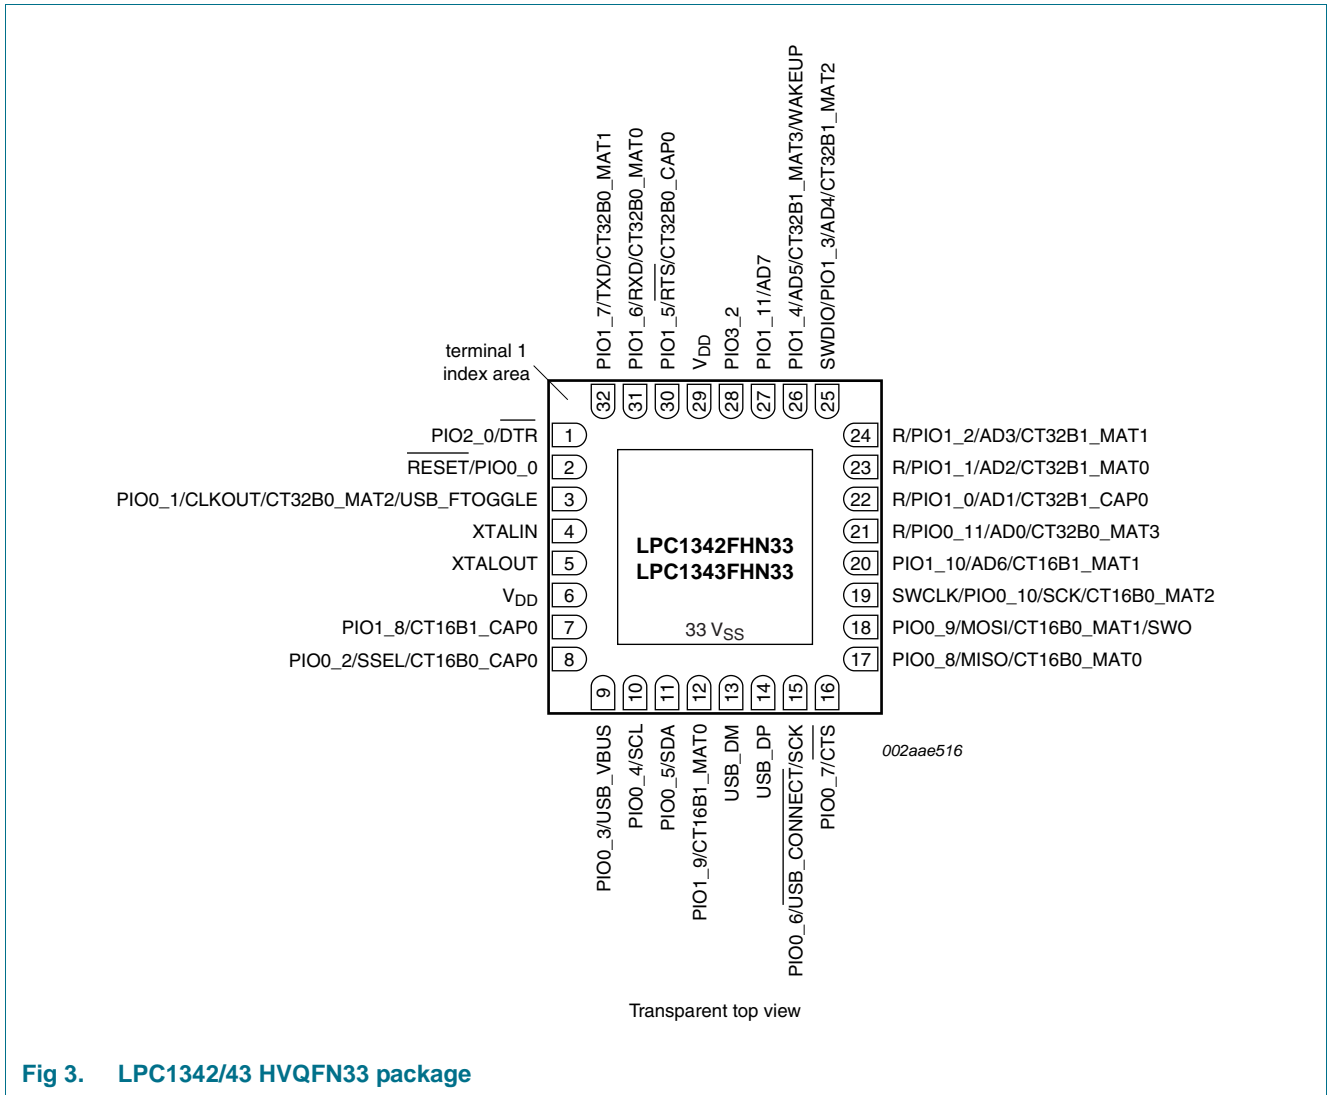 PIO1_7/TXD/CT32B0_MAT1
PIO1_6/RXD/CT32B0_MAT0
PIO1_5/RTS/CT32B0_CAP0
VDD
PIO3_2
PIO1_11/AD7
PIO1_4/AD5/CT32B1_MAT3/WAKEUP
SWDIO/PIO1_3/AD4/CT32B1_MAT2
terminal 1
index area
32 31 30 29 28 27 26 25
PIO2_0/DTR 1
RESET/PIO0_0 2
PIO0_1/CLKOUT/CT32B0_MAT2/USB_FTOGGLE 3
XTALIN 4
XTALOUT 5
VDD 6
PIO1_8/CT16B1_CAP0 7
PIO0_2/SSEL/CT16B0_CAP0 8
LPC1342FHN33
LPC1343FHN33
33 VSS
24 R/PIO1_2/AD3/CT32B1_MAT1
23 R/PIO1_1/AD2/CT32B1_MAT0
22 R/PIO1_0/AD1/CT32B1_CAP0
21 R/PIO0_11/AD0/CT32B0_MAT3
20 PIO1_10/AD6/CT16B1_MAT1
19 SWCLK/PIO0_10/SCK/CT16B0_MAT2
18 PIO0_9/MOSI/CT16B0_MAT1/SWO
17 PIO0_8/MISO/CT16B0_MAT0
9 10 11 12 13 14 15 16
PIO0_3/USB_VBUS
PIO0_4/SCL
PIO0_5/SDA
PIO1_9/CT16B1_MAT0
USB_DM
USB_DP
PIO0_6/USB_CONNECT/SCK
PIO0_7/CTS
002aae516
Transparent top view
Fig 3. LPC1342/43 HVQFN33 package